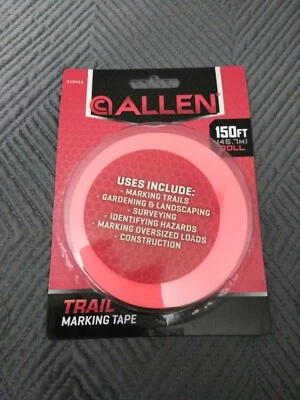 ALLEN
150FT
(45.7M)
ROLL
USES INCLUDE:
· MARKING TRAILS
· GARDENING & LANDSCAPING
· SURVEYING
· IDENTIFYING HAZARDS
· MARKING OVERSIZED LOADS
· CONSTRUCTION
TRAIL
MARKING TAPE